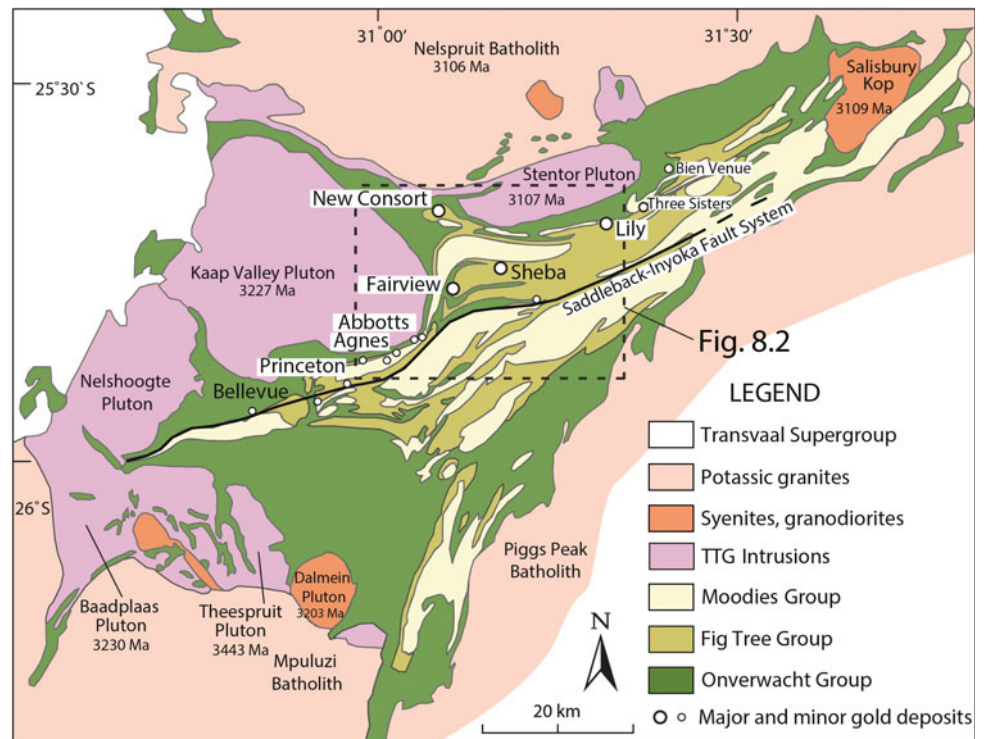 31°00'
31°30'
25°30' S
26°S
Nelspruit Batholith
3106 Ma
Salisbury
Kop
3109 Ma
Stentor Pluton
3107 Ma
Bien Venue
Three Sisters
New Consort
Lily
Kaap Valley Pluton
3227 Ma
Sheba
Fairview
Saddleback-Inyoka Fault System
Abbotts
Agnes
Princeton
Fig. 8.2
Nelshoogte
Pluton
Bellevue
Baadplaas
Pluton
3230 Ma
Theespruit
Pluton
3443 Ma
Dalmein
Pluton
3203 Ma
Mpuluzi
Batholith
Piggs Peak
Batholith
N
20 km
LEGEND
Transvaal Supergroup
Potassic granites
Syenites, granodiorites
TTG Intrusions
Moodies Group
Fig Tree Group
Onverwacht Group
Major and minor gold deposits